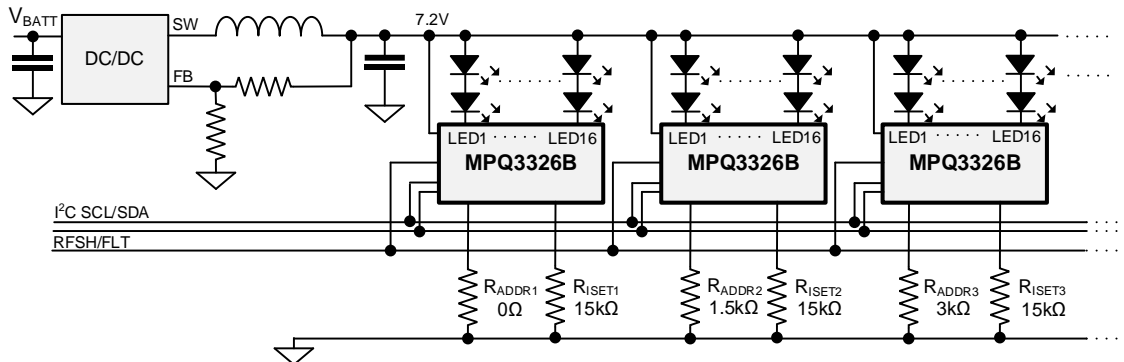 VBATT
DC/DC
SW
FB
7.2V
LED1 ····· LED16
MPQ3326B
LED1 ····· LED16
MPQ3326B
LED1 ····· LED16
MPQ3326B
I²C SCL/SDA
RFSH/FLT
RADDR1
0Ω
RISET1
15kΩ
RADDR2
1.5kΩ
RISET2
15kΩ
RADDR3
3kΩ
RISET3
15kΩ